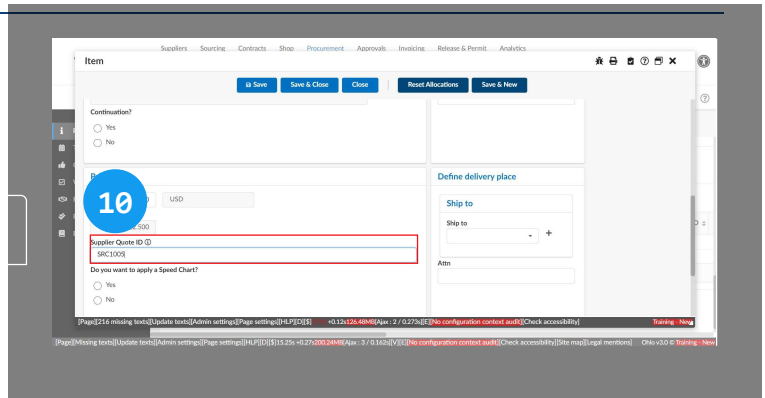 Suppliers Sourcing Contracts Shop Procurement Approvals Invoicing Release & Permit Analytics
Item
Save Save & Close Close Reset Allocations Save & New
Continuation?
Yes
No
Define delivery place
10
USD
Ship to
2.500
Ship to
Supplier Quote ID
SRC1005
Attn
Do you want to apply a Speed Chart?
Yes
No
[Page][216 missing texts][Update texts][Admin settings][Page settings][HLP][D][$] +0.12s126.48MB[Ajax : 2 / 0.273s][E][No configuration context audit][Check accessibility] Training - New
[Page][Missing texts][Update texts][Admin settings][Page settings][HLP][D][$]15.25s +0.27s200.24MB[Ajax : 3 / 0.162s][V][E][No configuration context audit][Check accessibility][Site map][Legal mentions] Ohio v3.0 © Training - New